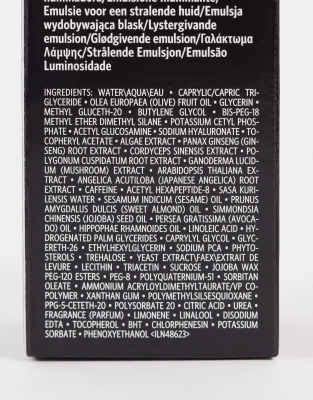 Emulsie voor een stralende huid/Emulsja
wydobywająca blask/Lystergivande
emulsion/Glødgivende emulsjon/Γαλάκτωμα
Λάμψης/Strålende Emulsjon/Emulsão
Luminosidade
INGREDIENTS: WATER\AQUA\EAU • CAPRYLIC/CAPRIC TRI-
GLYCERIDE • OLEA EUROPAEA (OLIVE) FRUIT OIL • GLYCERIN •
METHYL GLUCETH-20 • BUTYLENE GLYCOL • BIS-PEG-18
METHYL ETHER DIMETHYL SILANE • POTASSIUM CETYL PHOS-
PHATE • ACETYL GLUCOSAMINE • SODIUM HYALURONATE • TO-
COPHERYL ACETATE • ALGAE EXTRACT • PANAX GINSENG (GIN-
SENG) ROOT EXTRACT • CORDYCEPS SINENSIS EXTRACT • PO-
LYGONUM CUSPIDATUM ROOT EXTRACT • GANODERMA LUCID-
UM (MUSHROOM) EXTRACT • ARABIDOPSIS THALIANA EX-
TRACT • ANGELICA ACUTILOBA (JAPANESE ANGELICA) ROOT
EXTRACT • CAFFEINE • ACETYL HEXAPEPTIDE-8 • SASA KURI-
LENSIS WATER • SESAMUM INDICUM (SESAME) OIL • PRUNUS
AMYGDALUS DULCIS (SWEET ALMOND) OIL • SIMMONDSIA
CHINENSIS (JOJOBA) SEED OIL • PERSEA GRATISSIMA (AVOCA-
DO) OIL • HIPPOPHAE RHAMNOIDES OIL • LINOLEIC ACID • HY-
DROGENATED PALM GLYCERIDES • CAPRYLYL GLYCOL • GLYC-
ERETH-26 • ETHYLHEXYLGLYCERIN • SODIUM PCA • PHYTO-
STEROLS • TREHALOSE • YEAST EXTRACT\FAEX\EXTRAIT DE
LEVURE • LECITHIN • TRIACETIN • SUCROSE • JOJOBA WAX
PEG-120 ESTERS • PEG-8 • POLYQUATERNIUM-51 • SORBITAN
OLEATE • AMMONIUM ACRYLOYLDIMETHYLTAURATE/VP CO-
POLYMER • XANTHAN GUM • POLYMETHYLSILSESQUIOXANE •
PPG-5-CETETH-20 • POLYSORBATE 20 • CITRIC ACID • UREA •
FRAGRANCE (PARFUM) • LIMONENE • LINALOOL • DISODIUM
EDTA • TOCOPHEROL • BHT • CHLORPHENESIN • POTASSIUM
SORBATE • PHENOXYETHANOL <ILN48623>